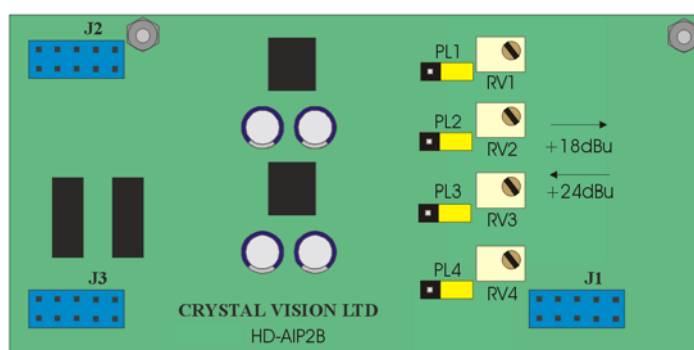 J2
PL1
RV1
PL2
RV2
+18dBu
+24dBu
PL3
RV3
J3
PL4
RV4
J1
CRYSTAL VISION LTD
HD-AIP2B